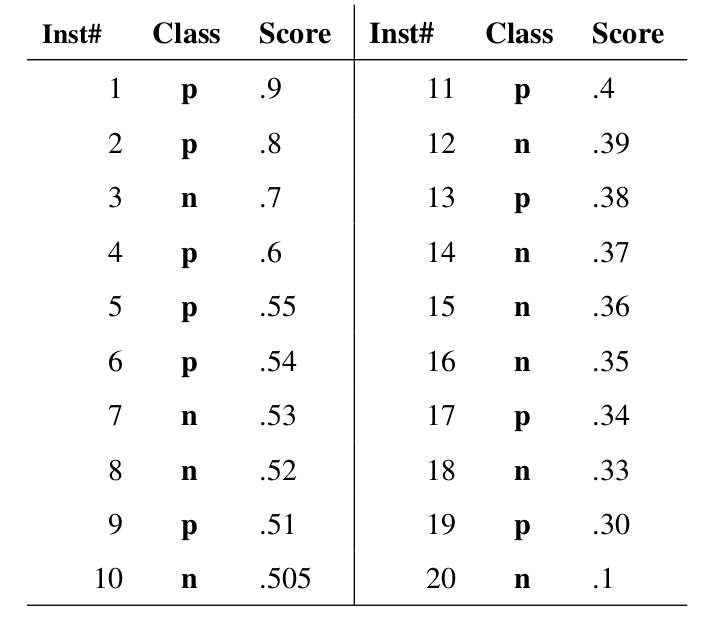 Inst# Class Score Inst# Class Score
1 p .9 11 p .4
2 p .8 12 n .39
3 n .7 13 p .38
4 p .6 14 n .37
5 p .55 15 n .36
6 p .54 16 n .35
7 n .53 17 p .34
8 n .52 18 n .33
9 p .51 19 p .30
10 n .505 20 n .1